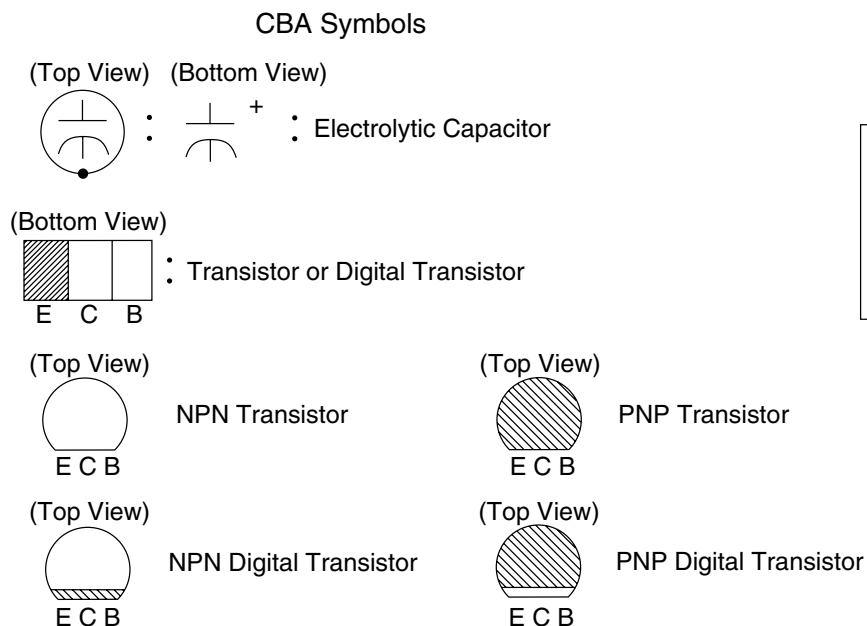 CBA Symbols
(Top View) (Bottom View)
+
: : Electrolytic Capacitor
(Bottom View)
: Transistor or Digital Transistor
E C B
(Top View) (Top View)
NPN Transistor PNP Transistor
E C B E C B
(Top View) (Top View)
NPN Digital Transistor PNP Digital Transistor
E C B E C B